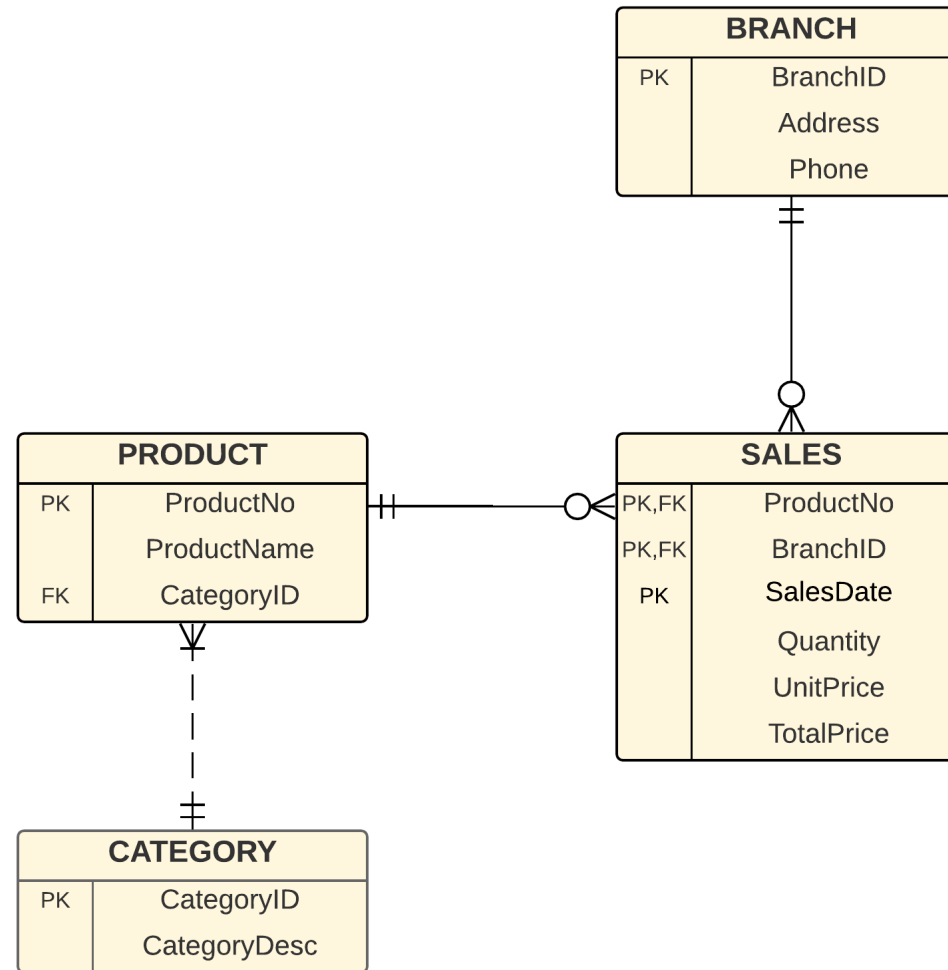 BRANCH
PK BranchID
Address
Phone
PRODUCT
PK ProductNo
ProductName
FK CategoryID
SALES
PK,FK ProductNo
PK,FK BranchID
PK SalesDate
Quantity
UnitPrice
TotalPrice
CATEGORY
PK CategoryID
CategoryDesc